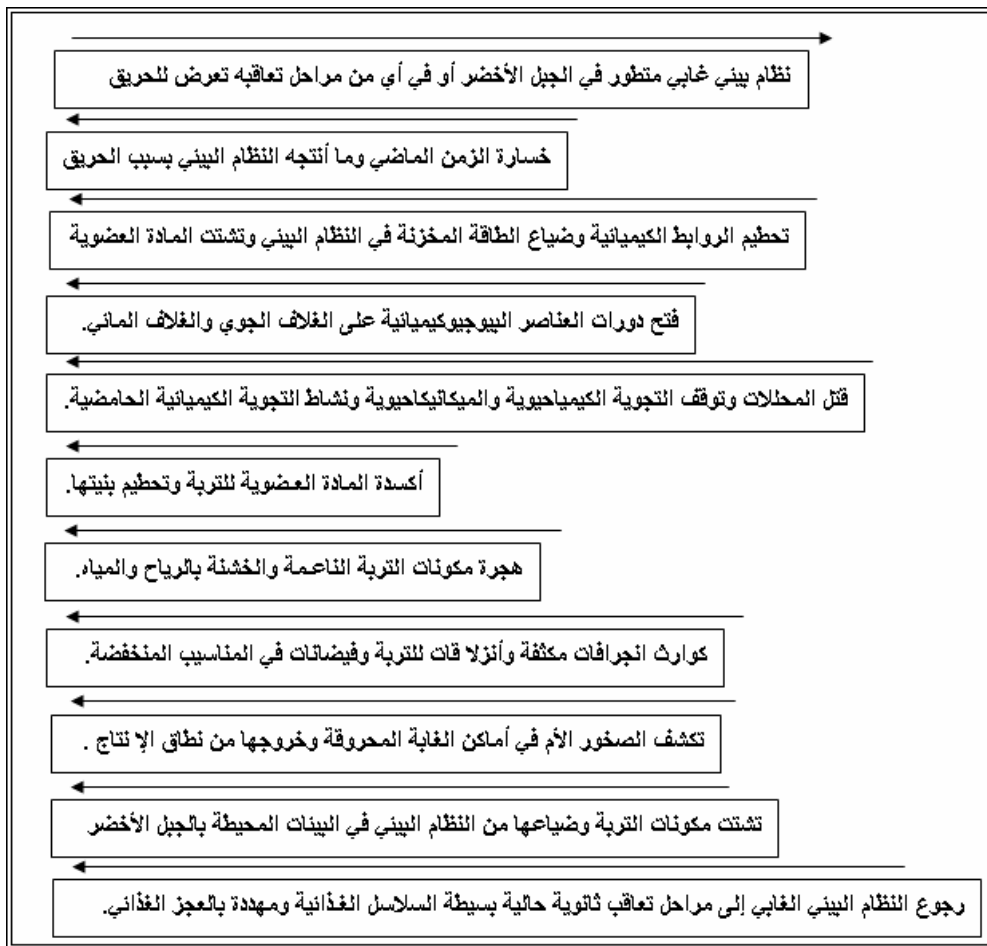 نظام بيئي غابي متطور في الجبل الأخضر أو في أي من مراحل تعاقبه تعرض للحريق
خسارة الزمن الماضي وما أنتجه النظام البيئي بسبب الحريق
تحطيم الروابط الكيميائية وضياع الطاقة المخزنة في النظام البيئي وتشتت المادة العضوية
فتح دورات العناصر البيوجيوكيميائية على الغلاف الجوي والغلاف المائي.
قتل المحللات وتوقف التجوية الكيمياحيوية والميكانيكاحيوية ونشاط التجوية الكيميائية الحامضية.
أكسدة المادة العضوية للتربة وتحطيم بنيتها.
هجرة مكونات التربة الناعمة والخشنة بالرياح والمياه.
كوارث انجرافات مكثفة وأنزلا قات للتربة وفيضانات في المناسيب المنخفضة.
تكشف الصخور الأم في أماكن الغابة المحروقة وخروجها من نطاق الإ نتاج .
تشتت مكونات التربة وضياعها من النظام البيئي في البيئات المحيطة بالجبل الأخضر
رجوع النظام البيئي الغابي إلى مراحل تعاقب ثانوية حالية بسيطة السلاسل الغذائية ومهددة بالعجز الغذائي.